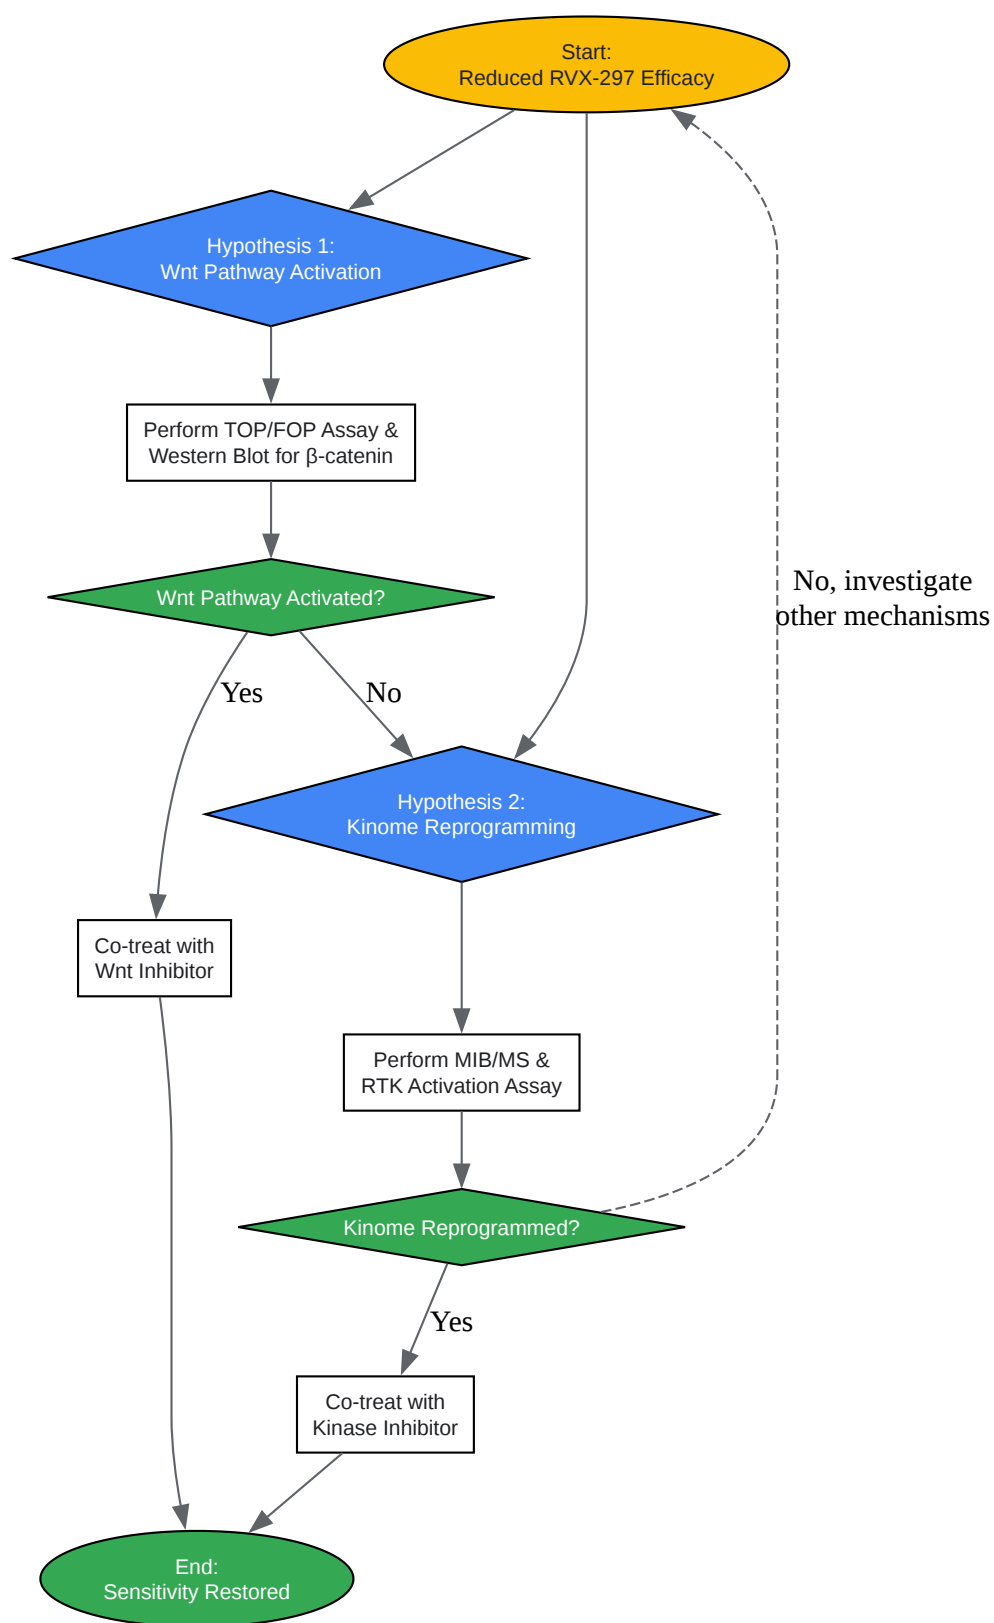 Start:
Reduced RVX-297 Efficacy
Hypothesis 1:
Wnt Pathway Activation
Perform TOP/FOP Assay &
Western Blot for β-catenin
No, investigate
other mechanisms
Wnt Pathway Activated?
Yes
No
Hypothesis 2:
Kinome Reprogramming
Co-treat with
Wnt Inhibitor
Perform MIB/MS &
RTK Activation Assay
Kinome Reprogrammed?
Yes
Co-treat with
Kinase Inhibitor
End:
Sensitivity Restored